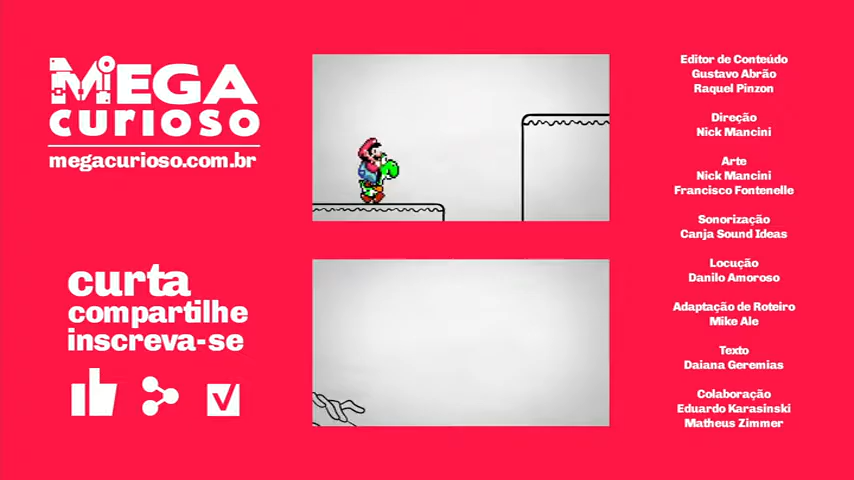 MEGA
CURIOSO
megacurioso.com.br
curta
compartilhe
inscreva-se
Editor de Conteúdo
Gustavo Abrão
Raquel Pinzon
Direção
Nick Mancini
Arte
Nick Mancini
Francisco Fontenelle
Sonorização
Canja Sound Ideas
Locução
Danilo Amoroso
Adaptação de Roteiro
Mike Ale
Texto
Daiana Geremias
Colaboração
Eduardo Karasinski
Matheus Zimmer